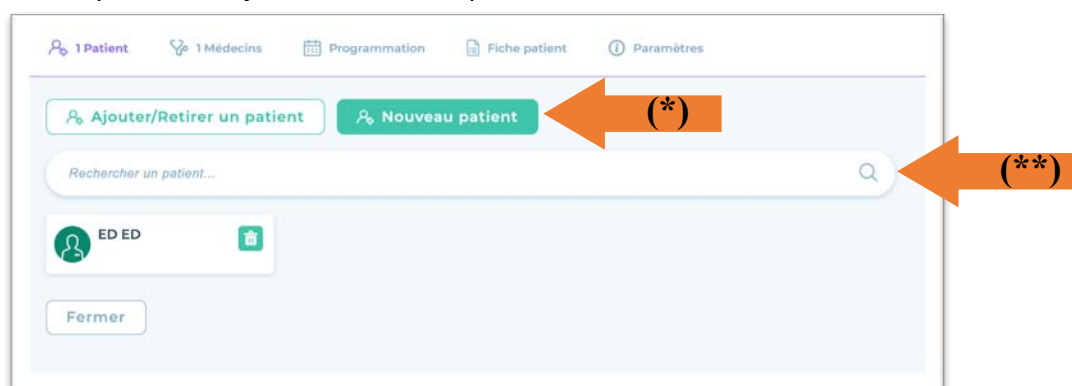 1 Patient 1 Médecins Programmation Fiche patient Paramètres
Ajouter/Retirer un patient Nouveau patient (*)
Rechercher un patient... (**)
ED ED
Fermer